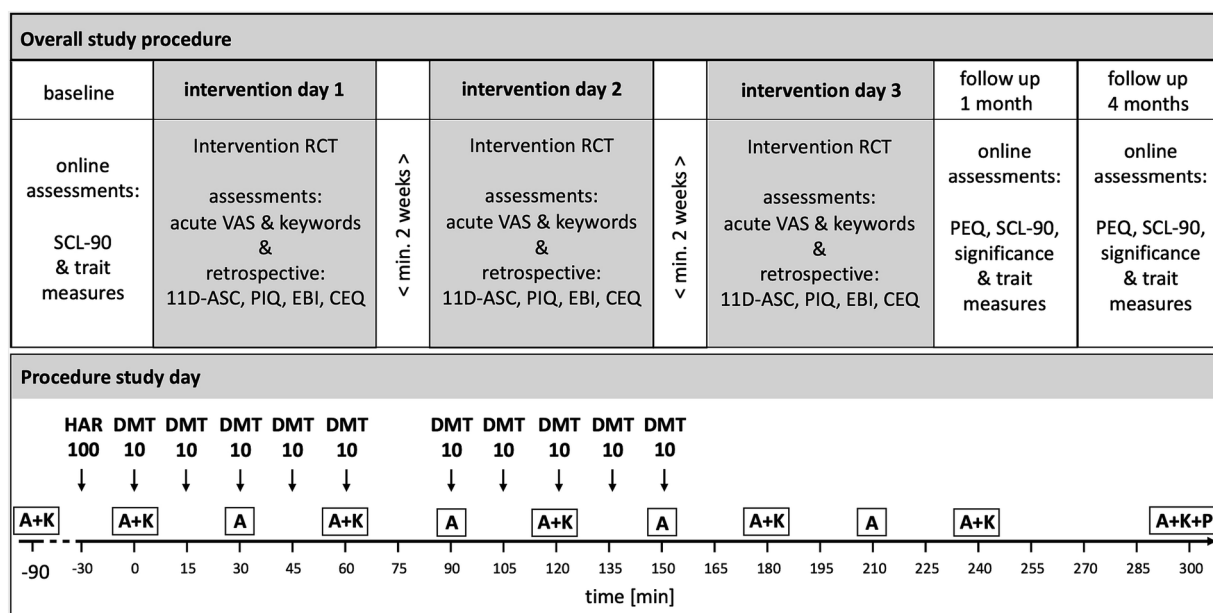 Overall study procedure
baseline
intervention day 1
intervention day 2
intervention day 3
follow up
1 month
follow up
4 months
online
assessments:
SCL-90
& trait
measures
Intervention RCT
assessments:
acute VAS & keywords
&
retrospective:
11D-ASC, PIQ, EBI, CEQ
< min. 2 weeks >
Intervention RCT
assessments:
acute VAS & keywords
&
retrospective:
11D-ASC, PIQ, EBI, CEQ
< min. 2 weeks >
Intervention RCT
assessments:
acute VAS & keywords
&
retrospective:
11D-ASC, PIQ, EBI, CEQ
online
assessments:
PEQ, SCL-90,
significance
& trait
measures
online
assessments:
PEQ, SCL-90,
significance
& trait
measures
Procedure study day
HAR DMT DMT DMT DMT DMT DMT DMT DMT DMT DMT
100 10 10 10 10 10 10 10 10 10 10
A+K A+K A A+K A A+K A A+K A A+K A+K+P
-90 -30 0 15 30 45 60 75 90 105 120 135 150 165 180 195 210 225 240 255 270 285 300
time [min]